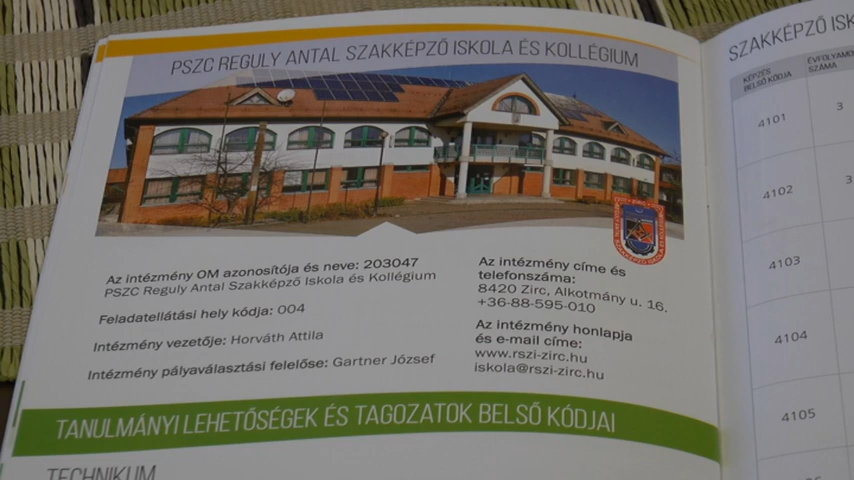 PSZC REGULY ANTAL SZAKKÉPZŐ ISKOLA ÉS KOLLÉGIUM
Az intézmény OM azonosítója és neve: 203047
PSZC Reguly Antal Szakképző Iskola és Kollégium
Feladatellátási hely kódja: 004
Intézmény vezetője: Horváth Attila
Intézmény pályaválasztási felelőse: Gartner József
Az intézmény címe és
telefonszáma:
8420 Zirc, Alkotmány u. 16.
+36-88-595-010
Az intézmény honlapja
és e-mail címe:
www.rszi-zirc.hu
iskola@rszi-zirc.hu
TANULMÁNYI LEHETŐSÉGEK ÉS TAGOZATOK BELSŐ KÓDJAI
TECHNIKUM
SZAKKÉPZŐ
KÉPZÉS
BELSŐ KÓDJA
ÉVFOLYAMOK
SZÁMA
4101
3
4102
3
4103
4104
4105